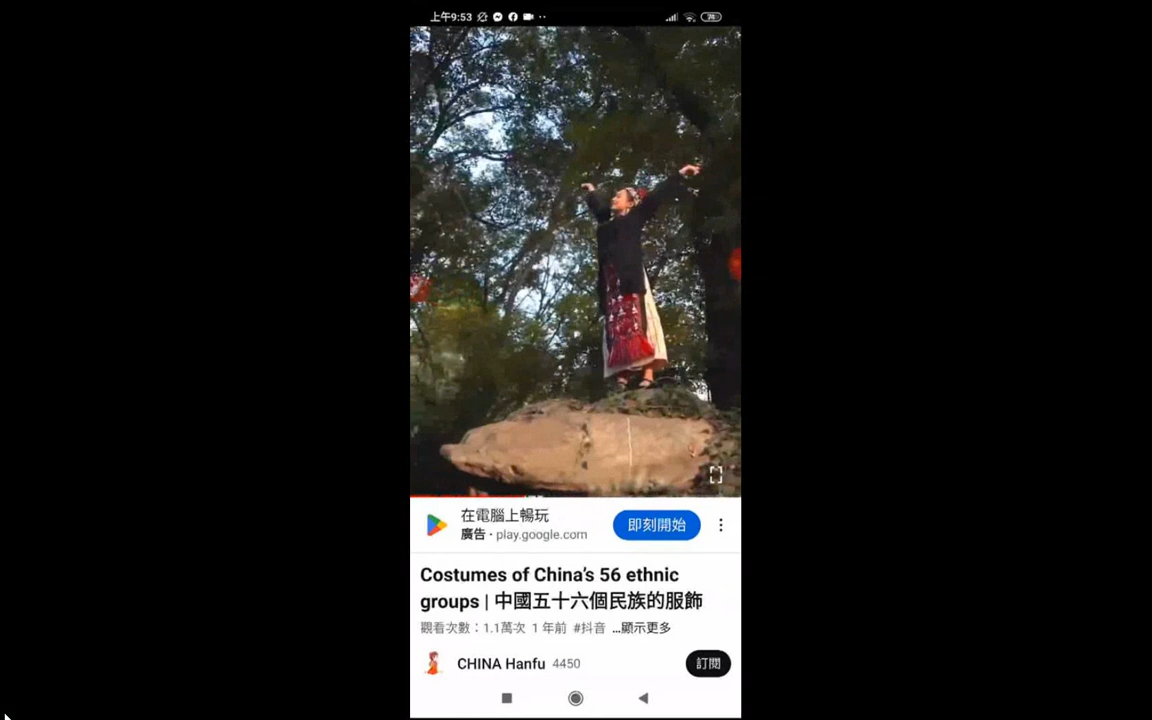 上午9:53
在電腦上暢玩
廣告 · play.google.com
即刻開始
Costumes of China's 56 ethnic
groups | 中國五十六個民族的服飾
觀看次數：1.1萬次 1 年前 #抖音 ...顯示更多
CHINA Hanfu 4450
訂閱